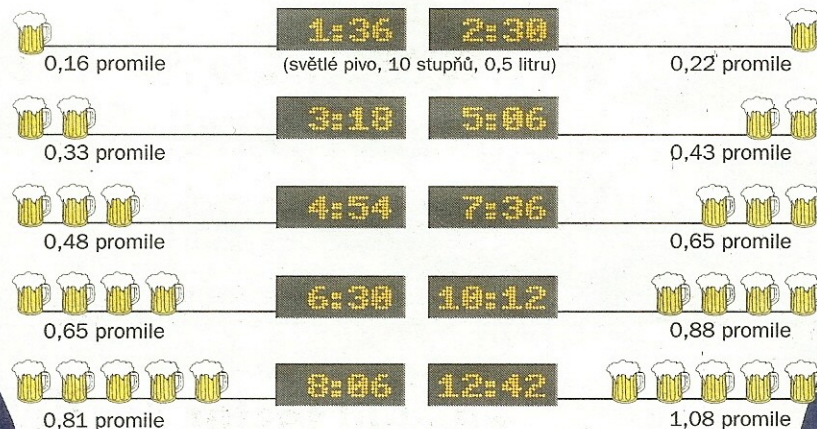 1:36 2:30
0,16 promile (světlé pivo, 10 stupňů, 0,5 litru) 0,22 promile
3:18 5:06
0,33 promile 0,43 promile
4:54 7:36
0,48 promile 0,65 promile
6:30 10:12
0,65 promile 0,88 promile
8:06 12:42
0,81 promile 1,08 promile